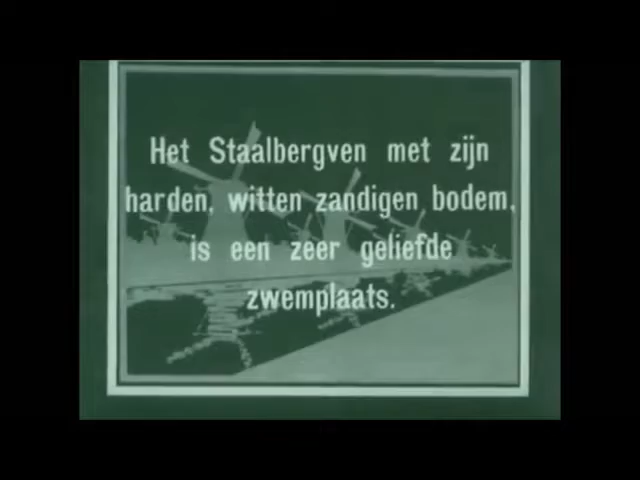 Het Staalbergven met zijn
harden, witten zandigen bodem,
is een zeer geliefde
zwemplaats.